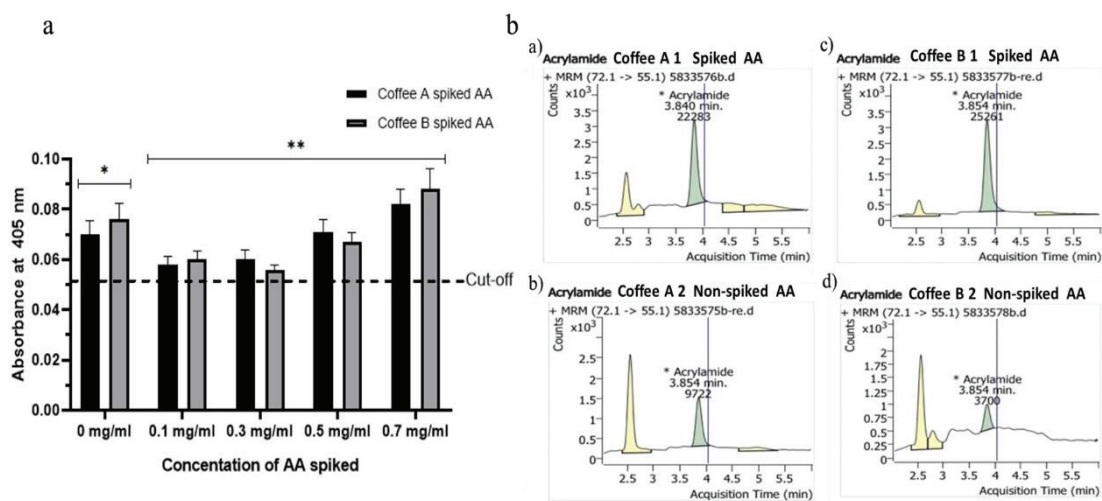 a
Coffee A spiked AA
Coffee B spiked AA
Absorbance at 405 nm
0.10
0.08
0.06
0.04
0.02
0.00
*
**
Cut-off
0 mg/ml 0.1 mg/ml 0.3 mg/ml 0.5 mg/ml 0.7 mg/ml
Concentation of AA spiked
b
a)
Acrylamide Coffee A 1 Spiked AA
+ MRM (72.1 -> 55.1) 5833576b.d
Counts
x10³
* Acrylamide
3.840 min.
22283
3.5
3
2.5
2
1.5
1
0.5
0
2.5 3 3.5 4 4.5 5 5.5
Acquisition Time (min)
c)
Acrylamide Coffee B 1 Spiked AA
+ MRM (72.1 -> 55.1) 5833577b-re.d
Counts
x10³
* Acrylamide
3.854 min.
25261
3.5
3
2.5
2
1.5
1
0.5
0
2.5 3 3.5 4 4.5 5 5.5
Acquisition Time (min)
b)
Acrylamide Coffee A 2 Non-spiked AA
+ MRM (72.1 -> 55.1) 5833575b-re.d
Counts
x10³
* Acrylamide
3.854 min.
9722
2.5
2
1.5
1
0.5
0
2.5 3 3.5 4 4.5 5 5.5
Acquisition Time (min)
d)
Acrylamide Coffee B 2 Non-spiked AA
+ MRM (72.1 -> 55.1) 5833578b.d
Counts
x10³
* Acrylamide
3.854 min.
3700
2
1.75
1.5
1.25
1
0.75
0.5
0.25
0
2.5 3 3.5 4 4.5 5 5.5
Acquisition Time (min)